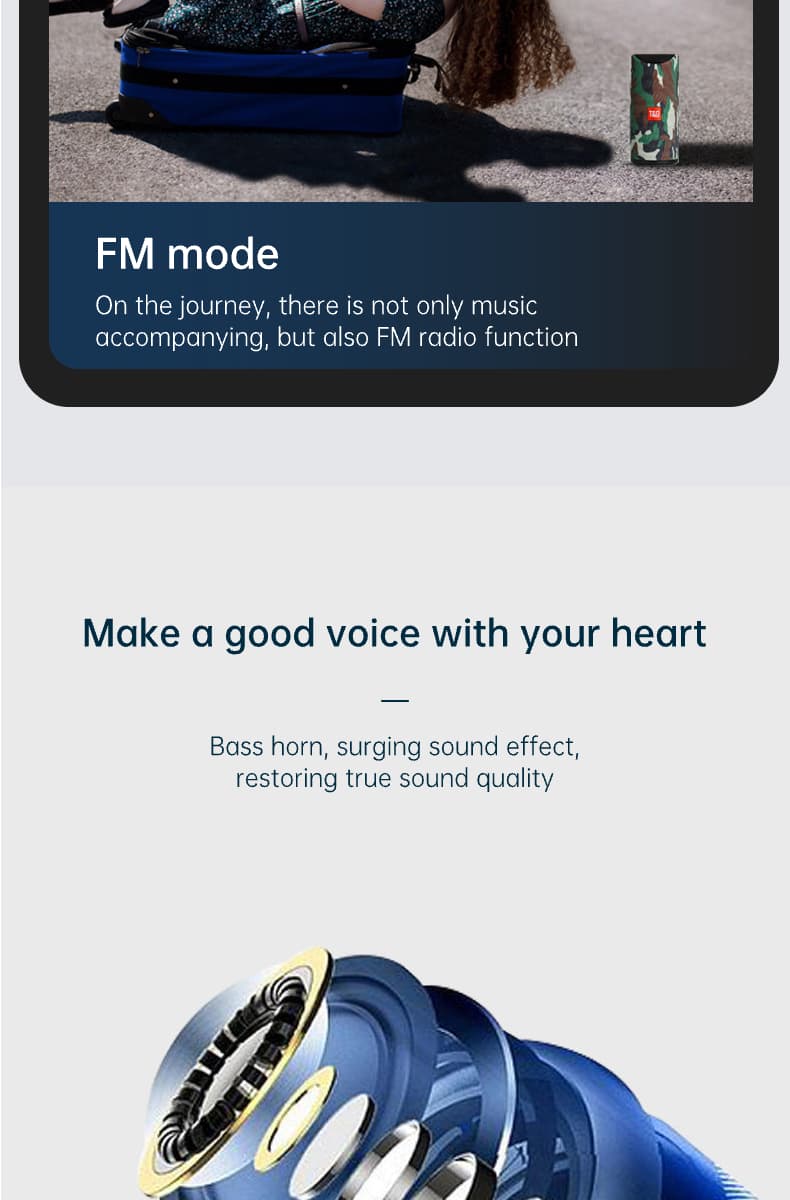 T&G
FM mode
On the journey, there is not only music
accompanying, but also FM radio function
Make a good voice with your heart
Bass horn, surging sound effect,
restoring true sound quality